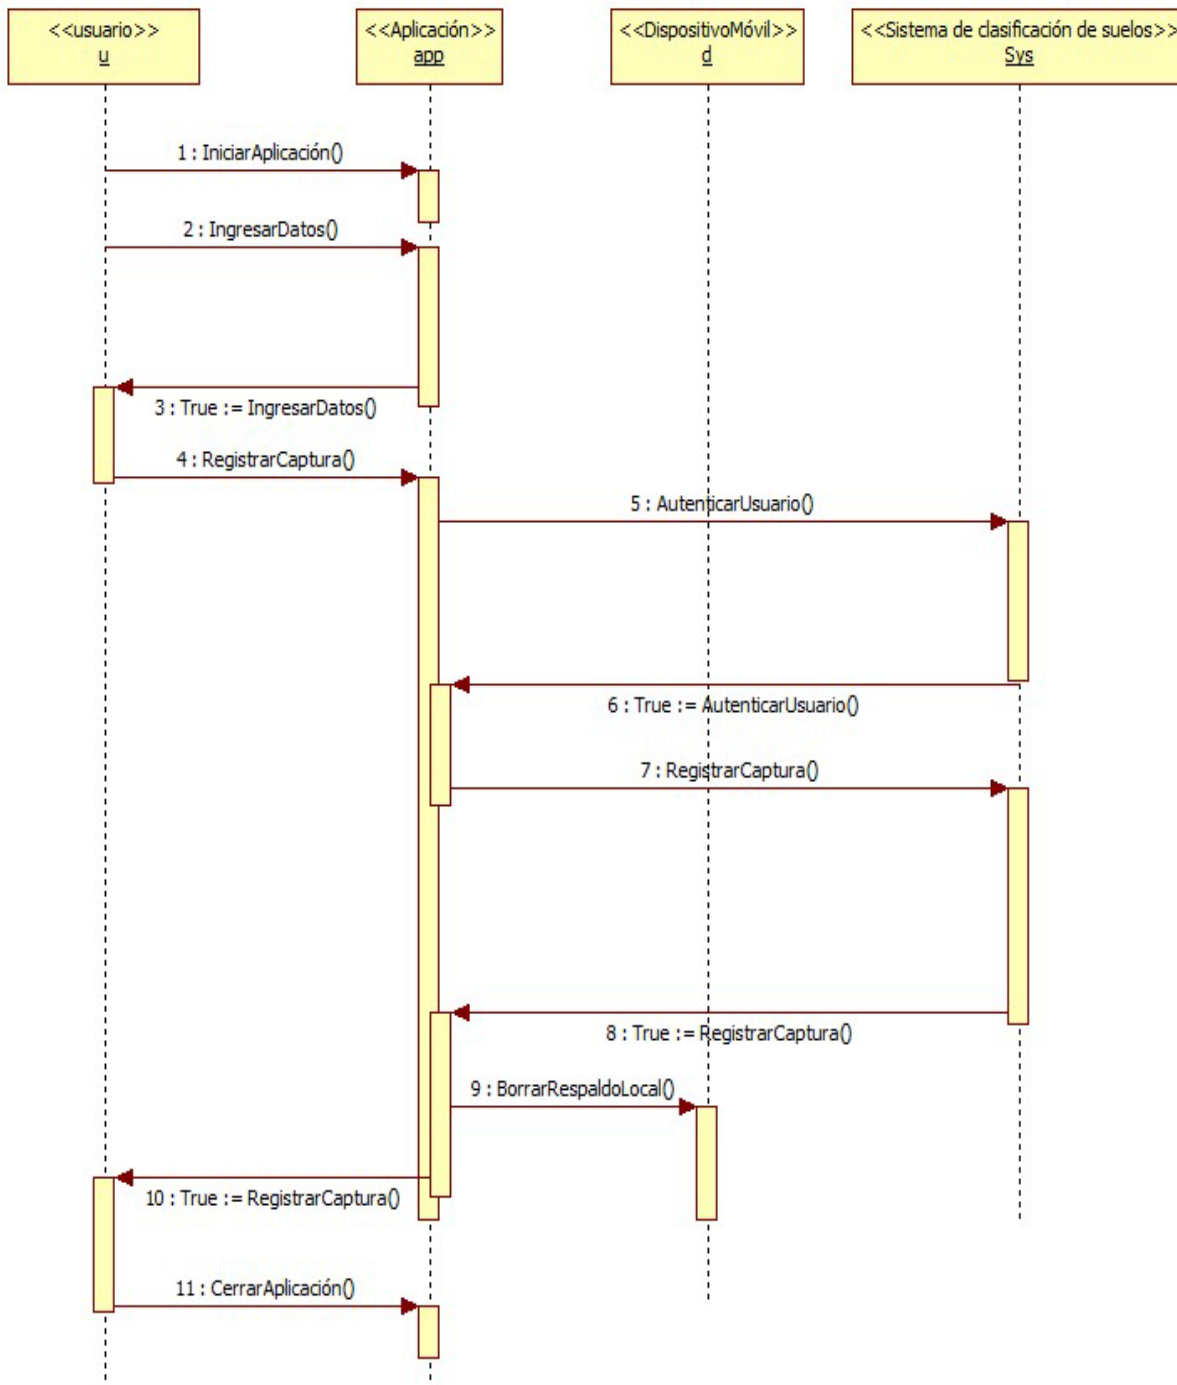 <<usuario>>
u
<<Aplicación>>
app
<<DispositivoMóvil>>
d
<<Sistema de clasificación de suelos>>
Sys
1 : IniciarAplicación()
2 : IngresarDatos()
3 : True := IngresarDatos()
4 : RegistrarCaptura()
5 : AutenticarUsuario()
6 : True := AutenticarUsuario()
7 : RegistrarCaptura()
8 : True := RegistrarCaptura()
9 : BorrarRespaldoLocal()
10 : True := RegistrarCaptura()
11 : CerrarAplicación()